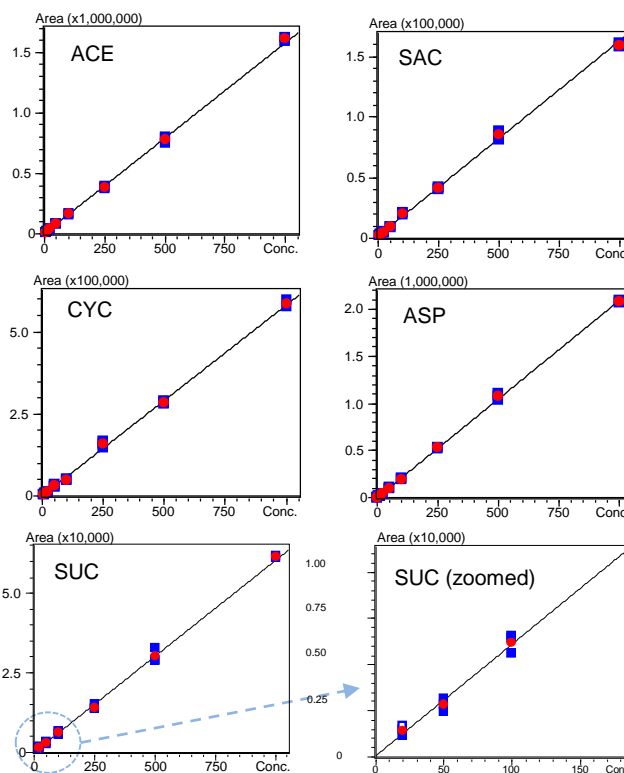 Area (x1,000,000)
ACE
1.5
1.0
0.5
0
0 250 500 750 Conc.
Area (x100,000)
SAC
1.5
1.0
0.5
0
0 250 500 750 Conc.
Area (x100,000)
CYC
5.0
2.5
0
0 250 500 750 Conc.
Area (1,000,000)
ASP
2.0
1.5
1.0
0.5
0
0 250 500 750 Conc.
Area (x10,000)
SUC
5.0
2.5
0
0 250 500 750 Conc.
Area (x10,000)
SUC (zoomed)
1.00
0.75
0.50
0.25
0
0 50 100 150 Conc